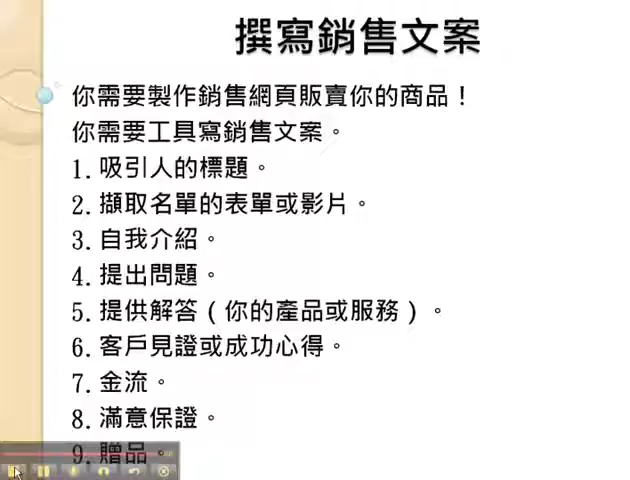 撰寫銷售文案
你需要製作銷售網頁販賣你的商品！
你需要工具寫銷售文案。
1. 吸引人的標題。
2. 擷取名單的表單或影片。
3. 自我介紹。
4. 提出問題。
5. 提供解答（你的產品或服務）。
6. 客戶見證或成功心得。
7. 金流。
8. 滿意保證。
9. 贈品。